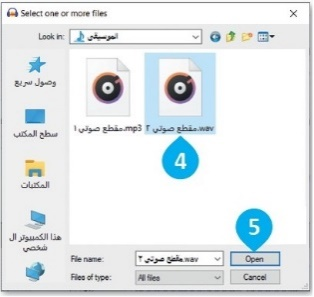 Select one or more files
Look in: الموسيقى
وصول سريع
سطح المكتب
المكتبات
هذا الكمبيوتر ال
شخصي
مقطع صوتي ١.mp3
مقطع صوتي ٢.wav
4
5
File name: مقطع صوتي ٢.wav Open
Files of type: All files Cancel